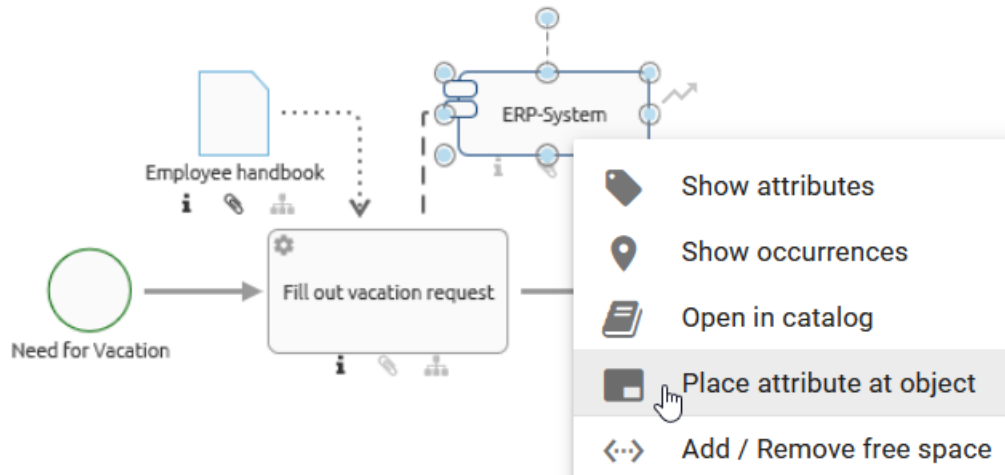 ERP-System
Employee handbook
Fill out vacation request
Need for Vacation
Show attributes
Show occurrences
Open in catalog
Place attribute at object
Add / Remove free space